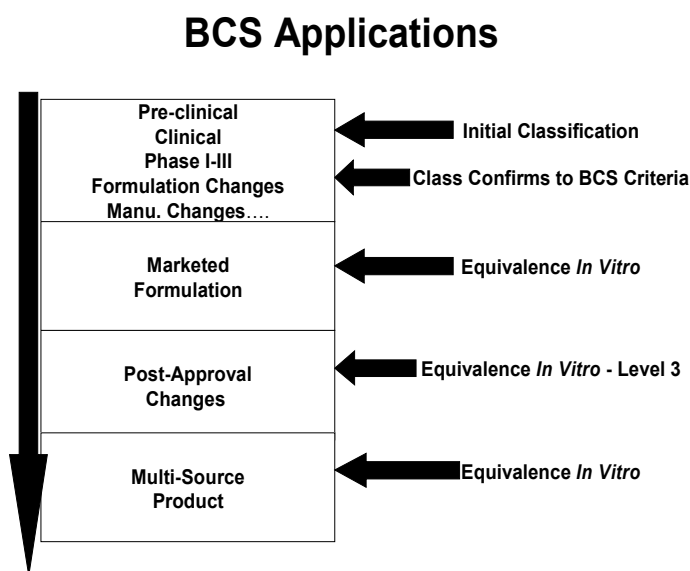 BCS Applications
Pre-clinical
Clinical
Phase I-III
Formulation Changes
Manu. Changes....
Initial Classification
Class Confirms to BCS Criteria
Marketed
Formulation
Equivalence In Vitro
Post-Approval
Changes
Equivalence In Vitro - Level 3
Multi-Source
Product
Equivalence In Vitro